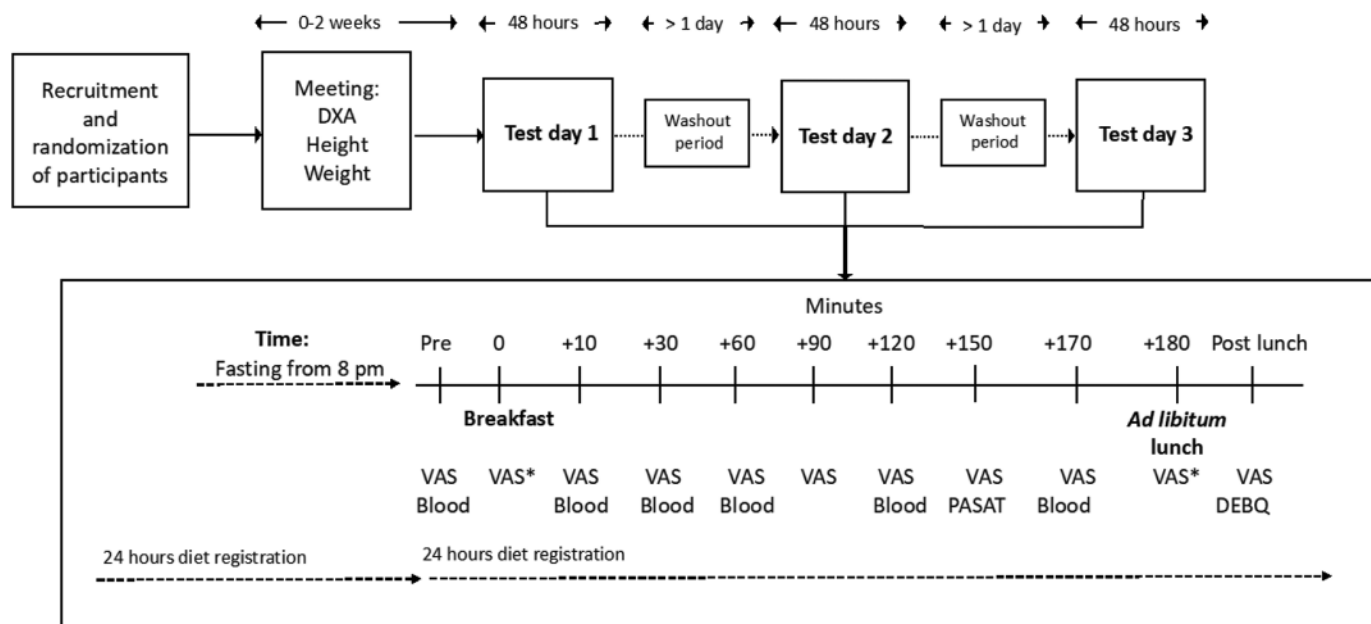 0-2 weeks 48 hours > 1 day 48 hours > 1 day 48 hours
Recruitment
and
randomization
of participants
Meeting:
DXA
Height
Weight
Test day 1
Washout
period
Test day 2
Washout
period
Test day 3
Minutes
Time:
Pre 0 +10 +30 +60 +90 +120 +150 +170 +180 Post lunch
Fasting from 8 pm
Breakfast
Ad libitum
lunch
VAS VAS* VAS VAS VAS VAS VAS VAS VAS VAS* VAS
Blood Blood Blood Blood Blood PASAT Blood DEBQ
24 hours diet registration
24 hours diet registration